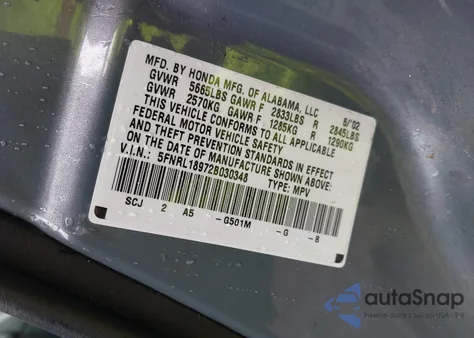 MFD. BY HONDA MFG. OF ALABAMA, LLC 6/02
GVWR 5665LBS GAWR F 2833LBS R 2845LBS
GVWR 2570KG GAWR F 1285KG R 1290KG
THIS VEHICLE CONFORMS TO ALL APPLICABLE
FEDERAL MOTOR VEHICLE SAFETY
AND THEFT PREVENTION STANDARDS IN EFFECT
ON THE DATE OF MANUFACTURE SHOWN ABOVE.
V.I.N.: 5FNRL18972B030348 TYPE: MPV
SCJ 2 A5 -G501M -G -B
autoSnap